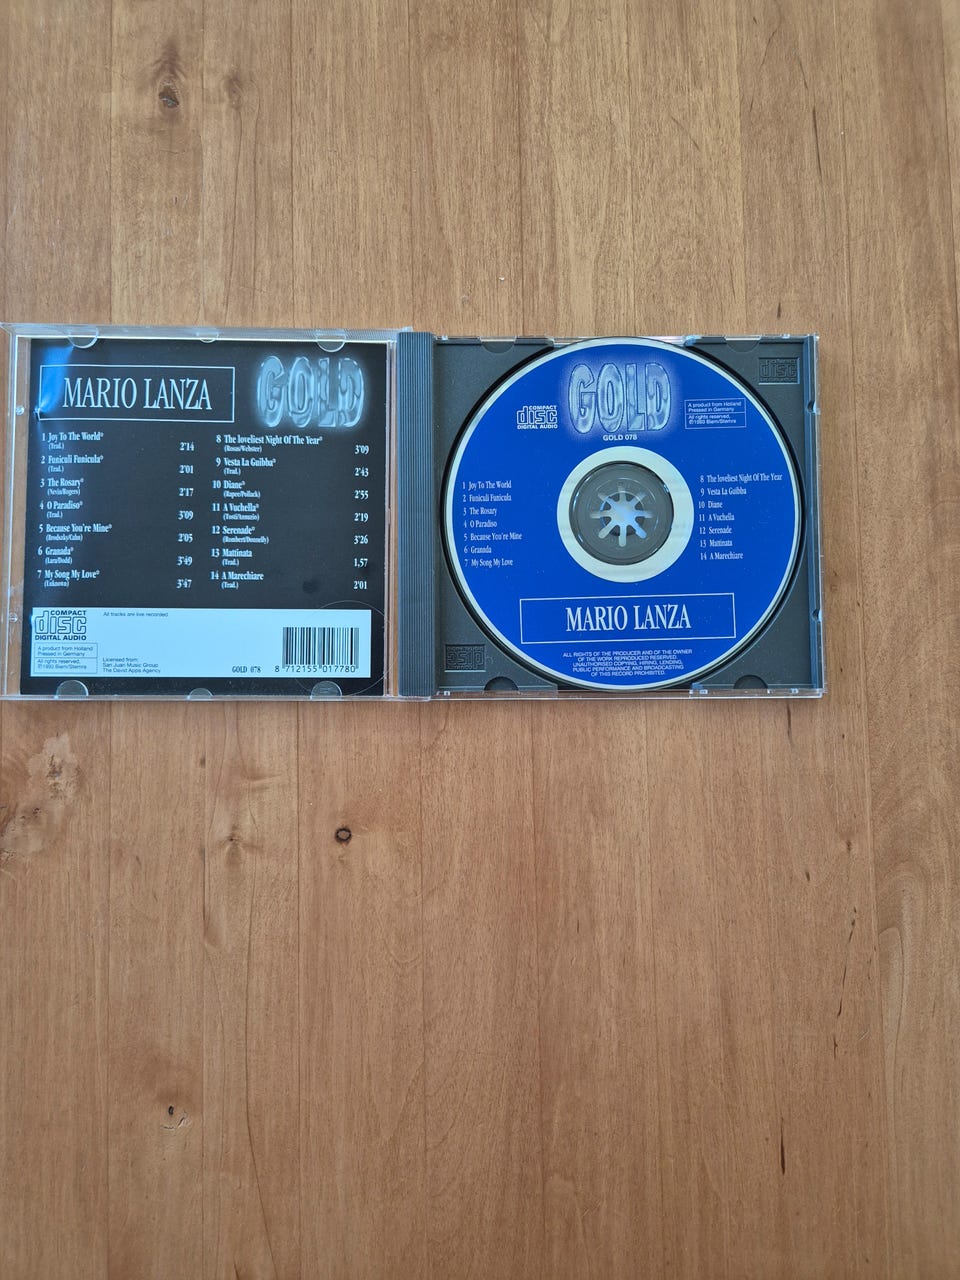 MARIO LANZA
GOLD
1 Joy To The World*
(Trad.)
2'14
2 Funiculi Funicula*
(Trad.)
2'01
3 The Rosary*
(Nevin/Rogers)
2'17
4 O Paradiso*
(Trad.)
3'09
5 Because You're Mine*
(Brodszky/Cahn)
2'05
6 Granada*
(Lara/Dodd)
3'49
7 My Song My Love*
(Unknown)
3'47
8 The loveliest Night Of The Year*
(Rosas/Webster)
3'09
9 Vesta La Guibba*
(Trad.)
2'43
10 Diane*
(Rapee/Pollack)
2'55
11 A Vuchella*
(Tosti/Annuzio)
2'19
12 Serenade*
(Rombert/Donnelly)
3'26
13 Mattinata
(Trad.)
1.57
14 A Marechiare
(Trad.)
2'01
COMPACT
disc
DIGITAL AUDIO
All tracks are live recorded
A product from Holland
Pressed in Germany
All rights reserved.
©1993 Biem/Stemra
Licensed from:
San Juan Music Group
The David Apps Agency
GOLD 078
8 712155 017780
GOLD
GOLD 078
COMPACT
disc
DIGITAL AUDIO
A product from Holland
Pressed in Germany
All rights reserved.
©1993 Biem/Stemra
1 Joy To The World
2 Funiculi Funicula
3 The Rosary
4 O Paradiso
5 Because You're Mine
6 Granada
7 My Song My Love
8 The loveliest Night Of The Year
9 Vesta La Guibba
10 Diane
11 A Vuchella
12 Serenade
13 Mattinata
14 A Marechiare
MARIO LANZA
ALL RIGHTS OF THE PRODUCER AND OF THE OWNER
OF THE WORK REPRODUCED RESERVED.
UNAUTHORISED COPYING, HIRING, LENDING,
PUBLIC PERFORMANCE AND BROADCASTING
OF THIS RECORD PROHIBITED.
disc